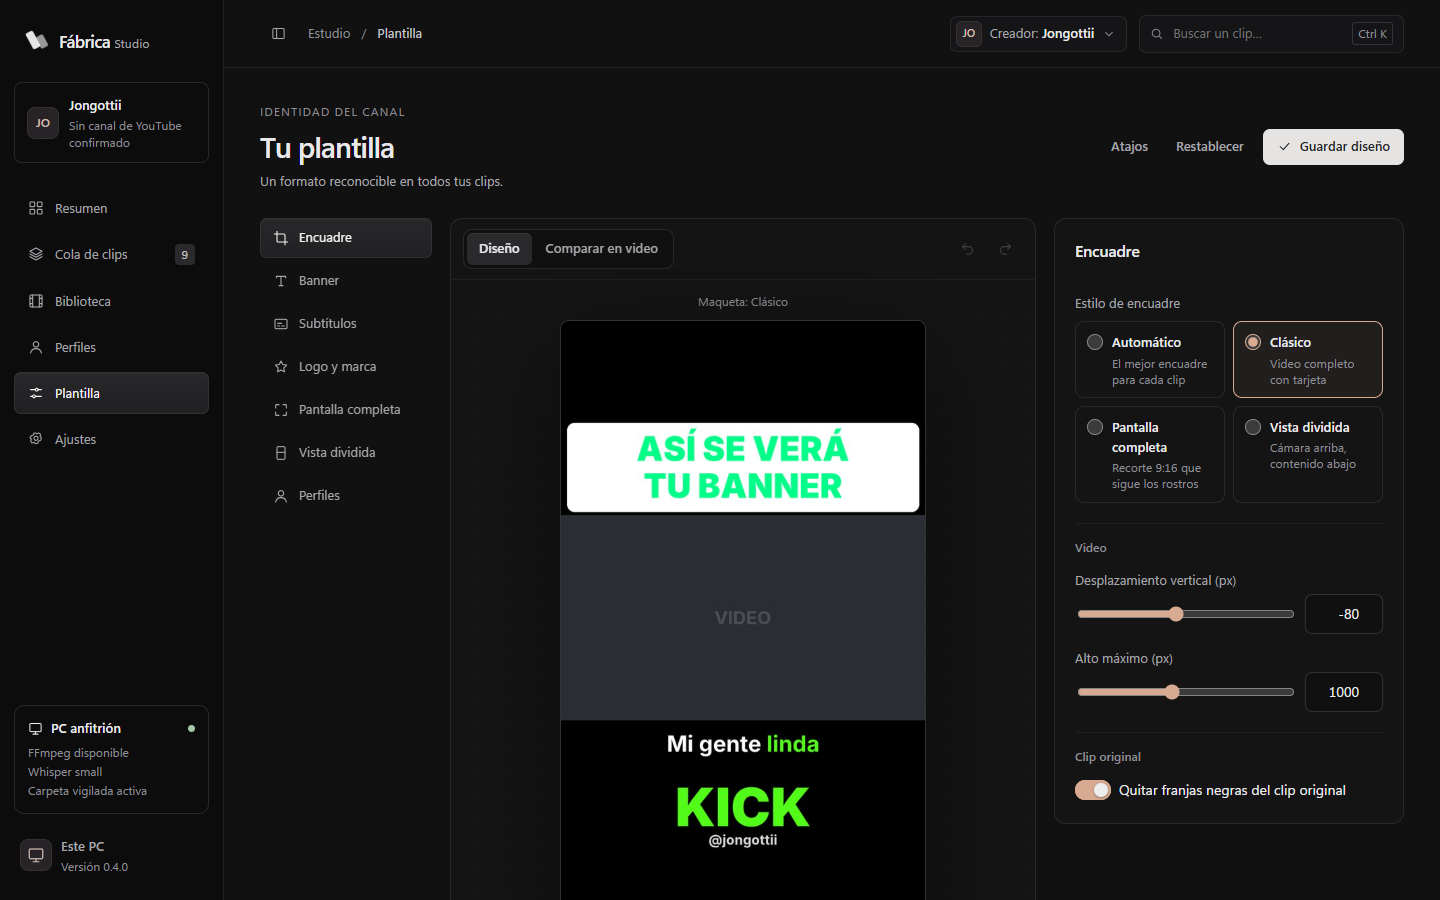 Fábrica Studio
JO
Jongottii
Sin canal de YouTube
confirmado
Resumen
Cola de clips
9
Biblioteca
Perfiles
Plantilla
Ajustes
PC anfitrión
FFmpeg disponible
Whisper small
Carpeta vigilada activa
Este PC
Versión 0.4.0
Estudio / Plantilla
JO Creador: Jongottii
Buscar un clip... Ctrl K
IDENTIDAD DEL CANAL
Tu plantilla
Un formato reconocible en todos tus clips.
Atajos
Restablecer
Guardar diseño
Encuadre
Banner
Subtítulos
Logo y marca
Pantalla completa
Vista dividida
Perfiles
Diseño
Comparar en video
Maqueta: Clásico
ASÍ SE VERÁ
TU BANNER
VIDEO
Mi gente linda
KICK
@jongottii
Encuadre
Estilo de encuadre
Automático
El mejor encuadre
para cada clip
Clásico
Video completo
con tarjeta
Pantalla
completa
Recorte 9:16 que
sigue los rostros
Vista dividida
Cámara arriba,
contenido abajo
Video
Desplazamiento vertical (px)
-80
Alto máximo (px)
1000
Clip original
Quitar franjas negras del clip original